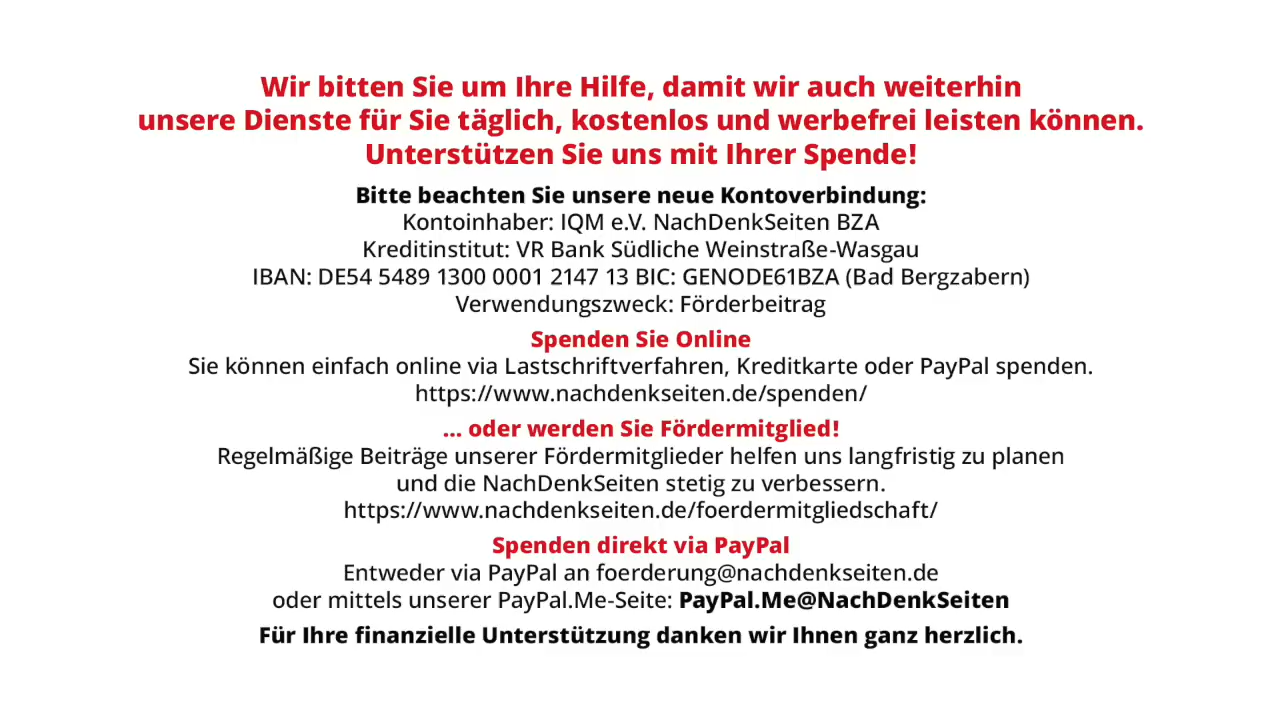 Wir bitten Sie um Ihre Hilfe, damit wir auch weiterhin
unsere Dienste für Sie täglich, kostenlos und werbefrei leisten können.
Unterstützen Sie uns mit Ihrer Spende!
Bitte beachten Sie unsere neue Kontoverbindung:
Kontoinhaber: IQM e.V. NachDenkSeiten BZA
Kreditinstitut: VR Bank Südliche Weinstraße-Wasgau
IBAN: DE54 5489 1300 0001 2147 13 BIC: GENODE61BZA (Bad Bergzabern)
Verwendungszweck: Förderbeitrag
Spenden Sie Online
Sie können einfach online via Lastschriftverfahren, Kreditkarte oder PayPal spenden.
https://www.nachdenkseiten.de/spenden/
... oder werden Sie Fördermitglied!
Regelmäßige Beiträge unserer Fördermitglieder helfen uns langfristig zu planen
und die NachDenkSeiten stetig zu verbessern.
https://www.nachdenkseiten.de/foerdermitgliedschaft/
Spenden direkt via PayPal
Entweder via PayPal an foerderung@nachdenkseiten.de
oder mittels unserer PayPal.Me-Seite: PayPal.Me@NachDenkSeiten
Für Ihre finanzielle Unterstützung danken wir Ihnen ganz herzlich.